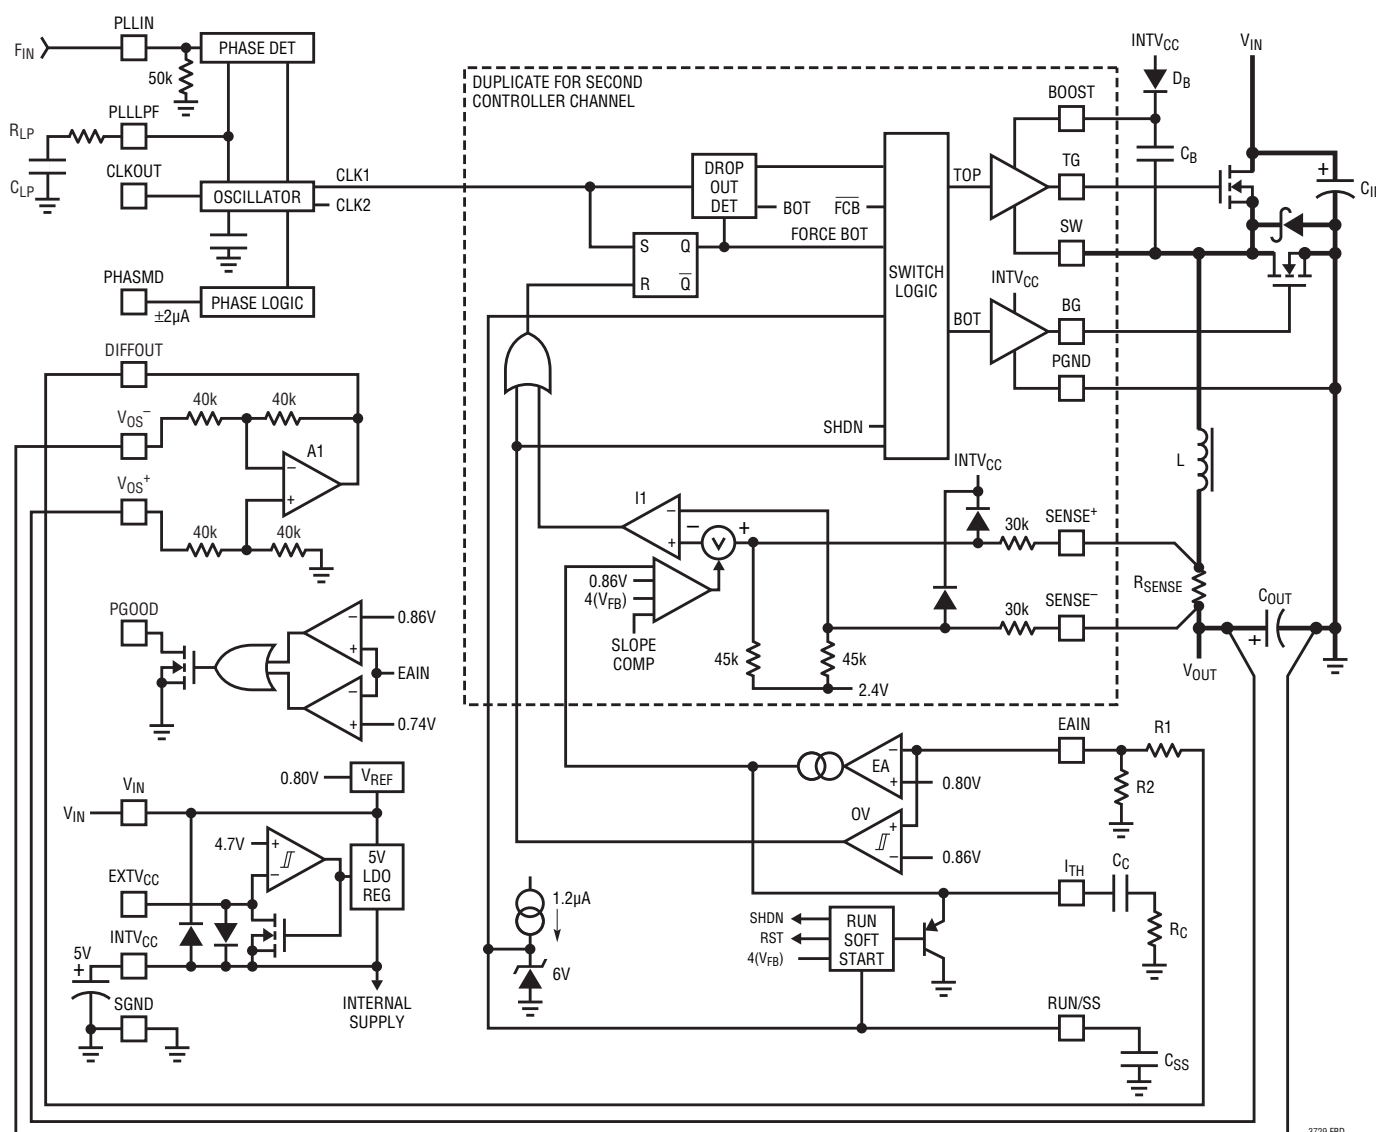 PLLIN
FIN
PHASE DET
50k
PLLLPF
RLP
CLP
CLKOUT
OSCILLATOR
CLK1
CLK2
PHASMD
±2µA
PHASE LOGIC
DIFFOUT
VOS–
40k
40k
A1
–
+
VOS+
40k
40k
PGOOD
–
0.86V
+
EAIN
–
+
0.74V
0.80V
VREF
VIN
VIN
4.7V
+
–
5V
LDO
REG
EXTVCC
INTVCC
5V
+
SGND
INTERNAL
SUPPLY
DUPLICATE FOR SECOND
CONTROLLER CHANNEL
DROP
OUT
DET
BOT
FCB
FORCE BOT
S Q
R Q
SWITCH
LOGIC
TOP
BOT
SHDN
INTVCC
INTVCC
BOOST
TG
SW
BG
PGND
INTVCC
DB
CB
VIN
+
L
I1
–
+
– +
V
0.86V
4(VFB)
SLOPE
COMP
45k
45k
2.4V
30k
SENSE+
30k
SENSE–
RSENSE
COUT
+
VOUT
EAIN
R1
R2
EA
–
+
0.80V
OV
+
–
0.86V
ITH
CC
RC
1.2µA
6V
SHDN
RST
4(VFB)
RUN
SOFT
START
RUN/SS
CSS